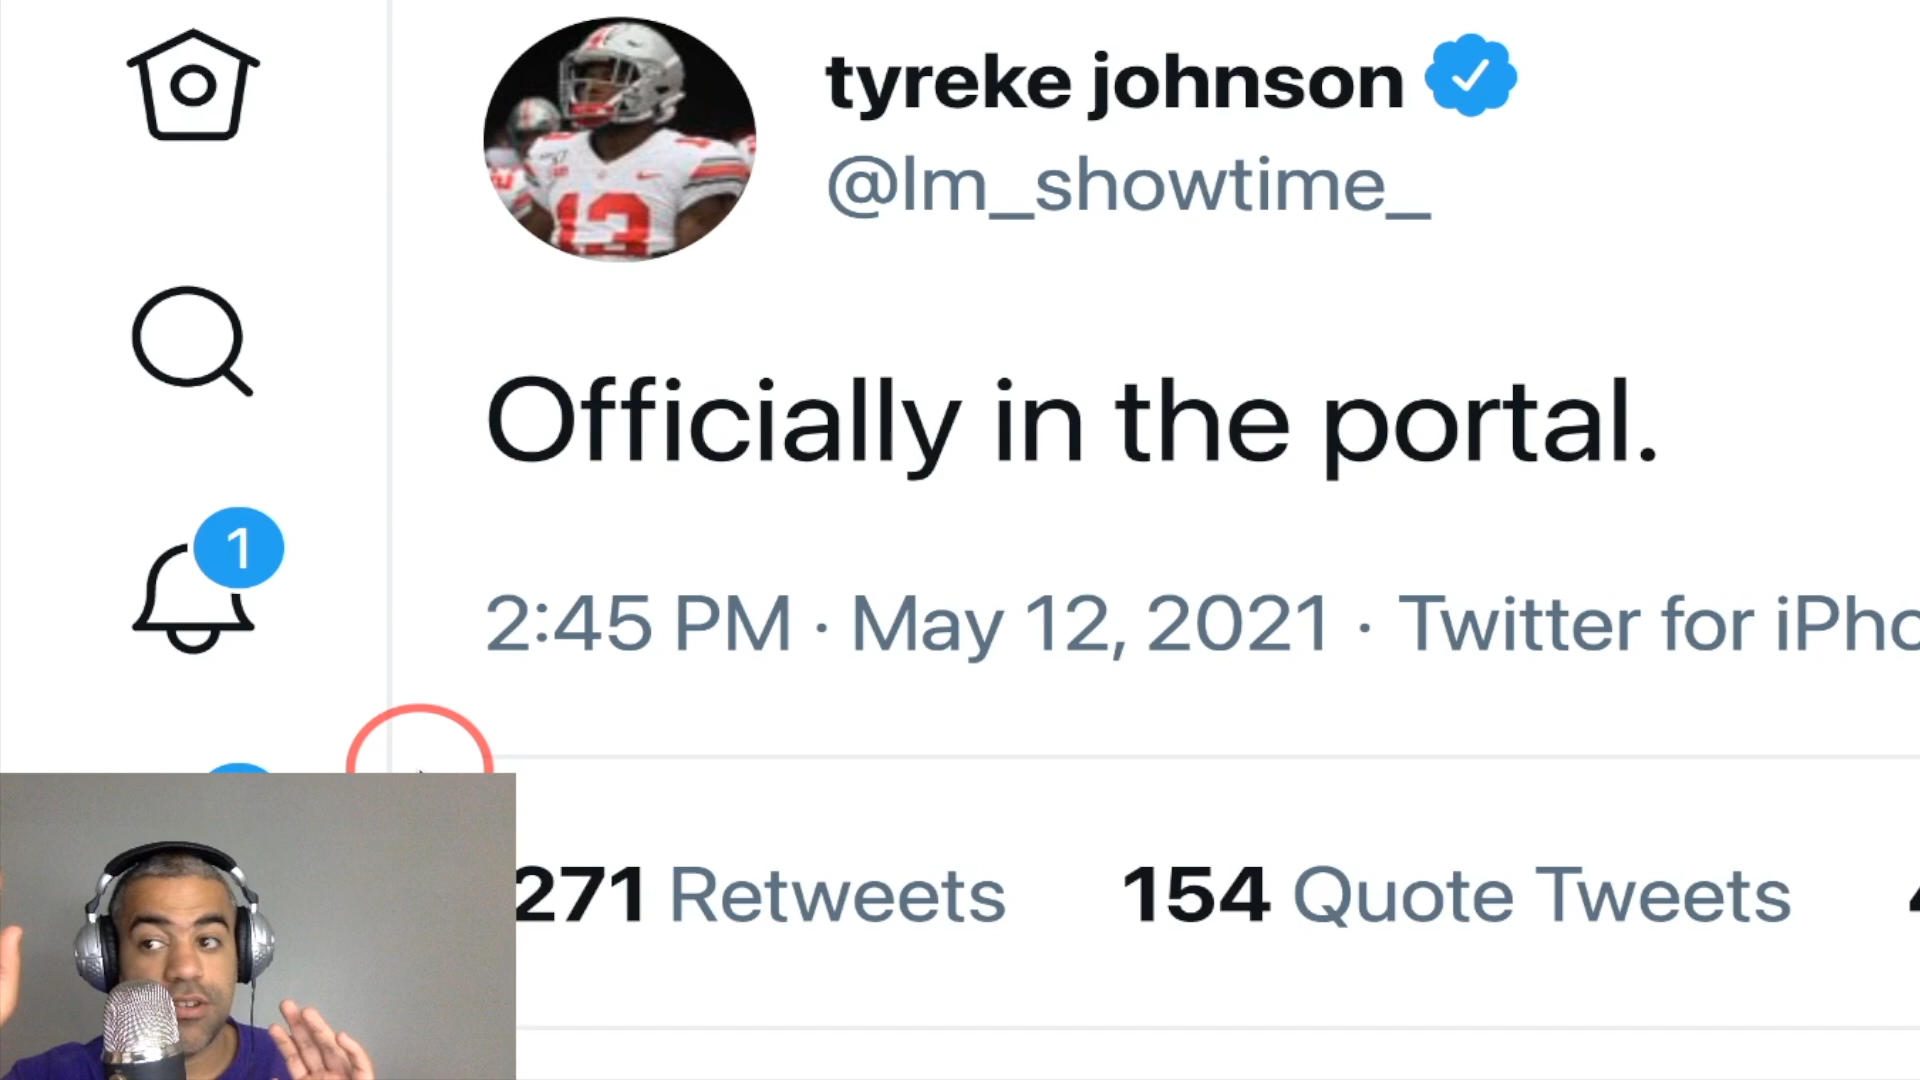 tyreke johnson
@lm_showtime_
Officially in the portal.
1
2:45 PM · May 12, 2021 · Twitter for iPho
271 Retweets 154 Quote Tweets
13